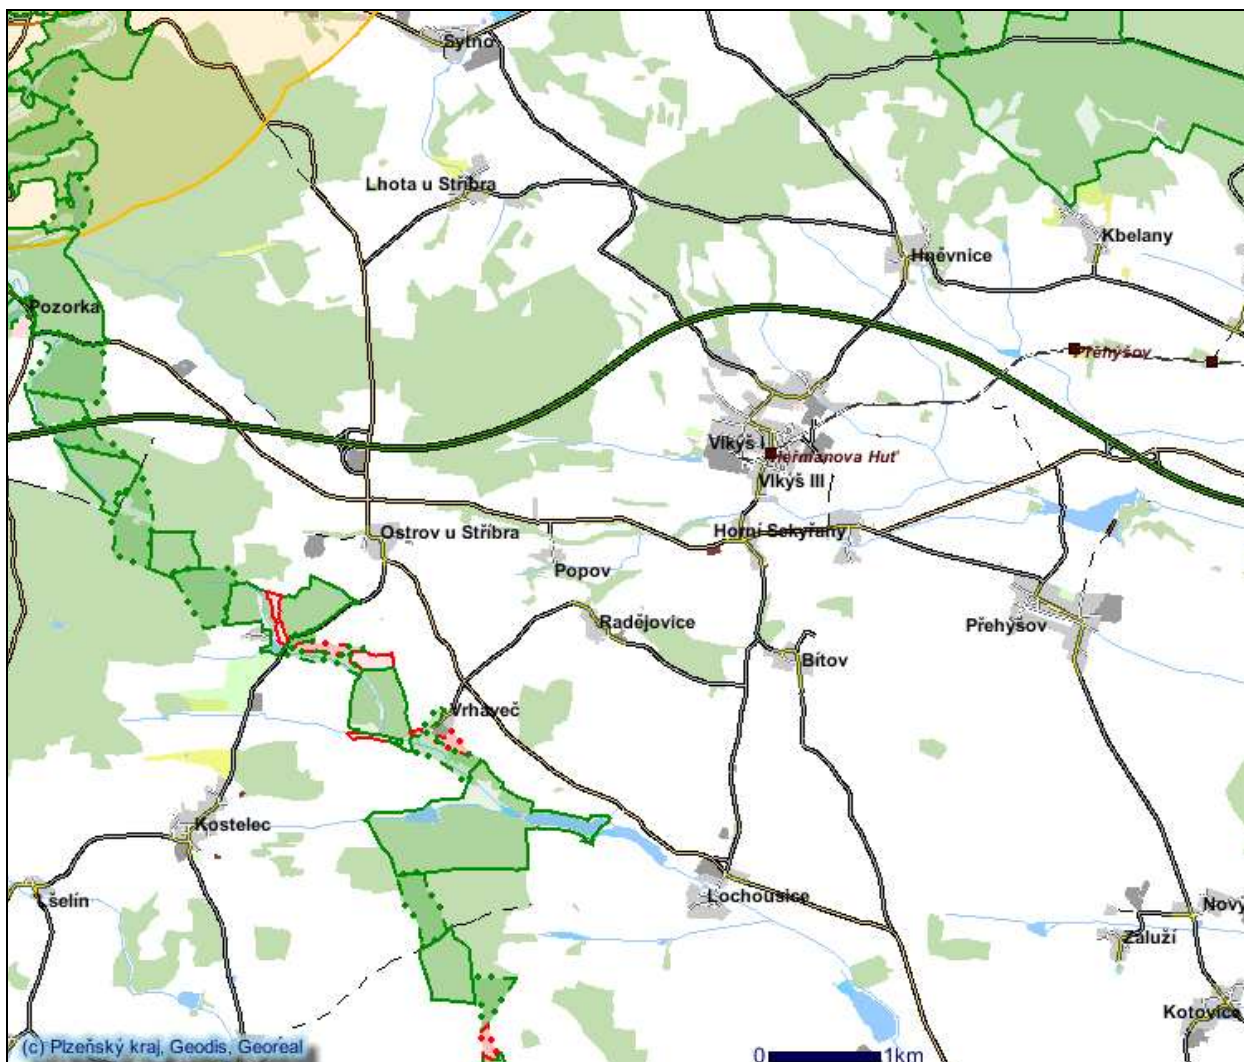 Sytno
Lhota u Stříbra
Kbelany
Hněvnice
Pozorka
Přehýšov
Vlkýš I
Heřmanova Huť
Vlkýš III
Ostrov u Stříbra
Horní Sekyřany
Popov
Radějovice
Přehýšov
Bítov
Vrhaveč
Kostelec
Lochousice
Nový
Záluží
Kotovice
(c) Plzeňský kraj, Geodis, Georeal
0 1km